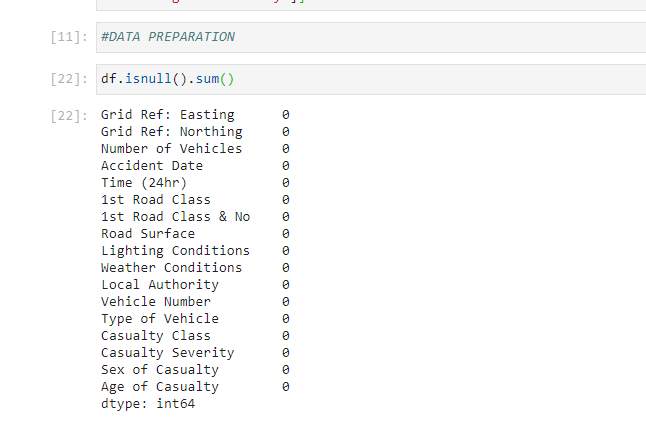 [11]: #DATA PREPARATION
[22]: df.isnull().sum()
[22]: Grid Ref: Easting 0
Grid Ref: Northing 0
Number of Vehicles 0
Accident Date 0
Time (24hr) 0
1st Road Class 0
1st Road Class & No 0
Road Surface 0
Lighting Conditions 0
Weather Conditions 0
Local Authority 0
Vehicle Number 0
Type of Vehicle 0
Casualty Class 0
Casualty Severity 0
Sex of Casualty 0
Age of Casualty 0
dtype: int64